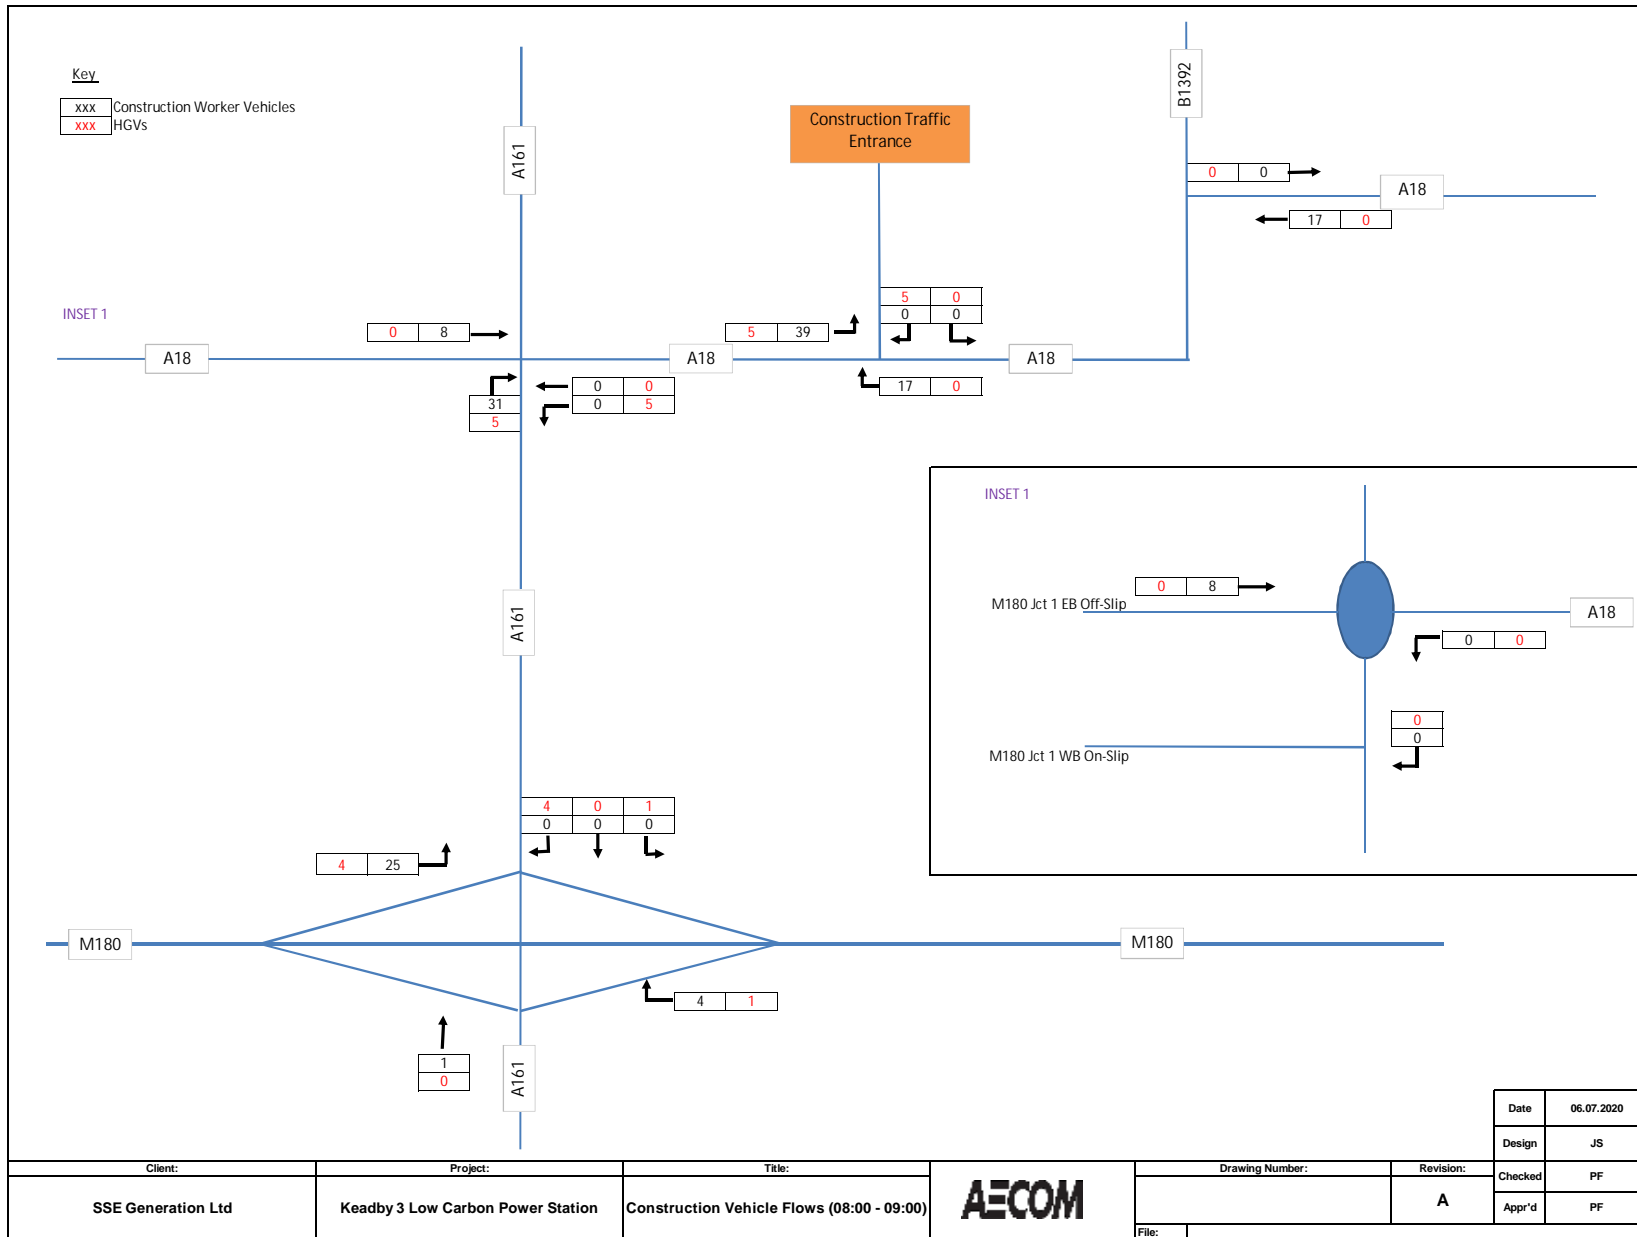 Key
xxx Construction Worker Vehicles
xxx HGVs
A161
Construction Traffic
Entrance
B1392
0 0
A18
17 0
INSET 1
0 8
5 39
5 0
0 0
A18
A18
A18
31
5
0 0
0 5
17 0
INSET 1
M180 Jct 1 EB Off-Slip
0 8
A18
0 0
0
0
M180 Jct 1 WB On-Slip
A161
4 0 1
0 0 0
4 25
M180
M180
4 1
1
0
A161
Date 06.07.2020
Design JS
Checked PF
Appr'd PF
Client:
SSE Generation Ltd
Project:
Keadby 3 Low Carbon Power Station
Title:
Construction Vehicle Flows (08:00 - 09:00)
AECOM
Drawing Number:
Revision:
A
File: